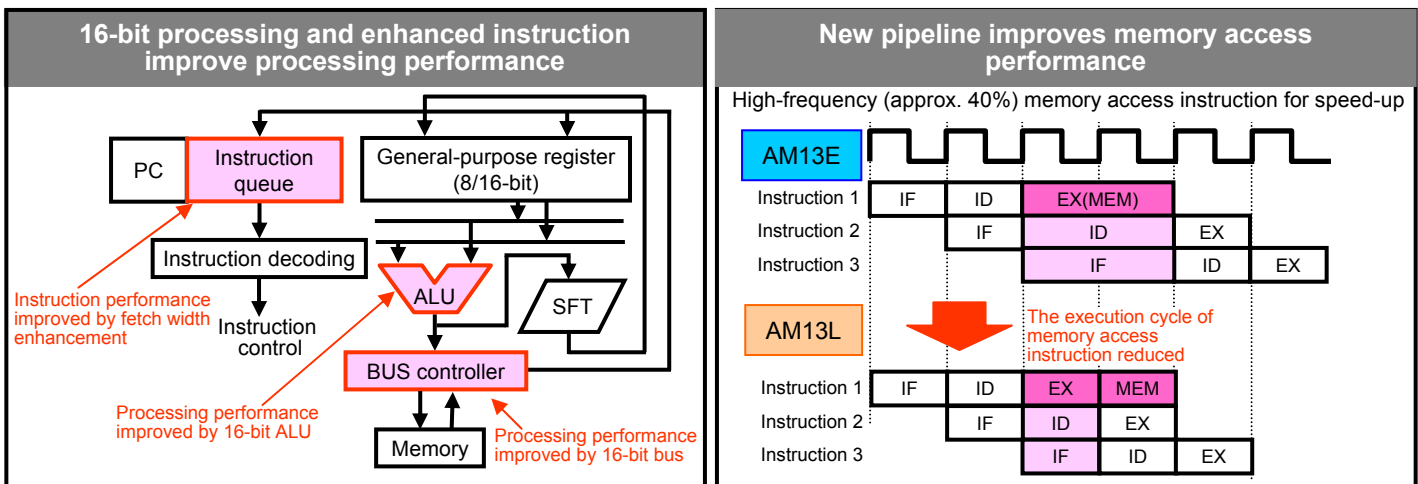 16-bit processing and enhanced instruction
improve processing performance
PC
Instruction
queue
General-purpose register
(8/16-bit)
Instruction decoding
ALU
SFT
Instruction performance
improved by fetch width
enhancement
Instruction
control
BUS controller
Processing performance
improved by 16-bit ALU
Memory
Processing performance
improved by 16-bit bus
New pipeline improves memory access
performance
High-frequency (approx. 40%) memory access instruction for speed-up
AM13E
Instruction 1 IF ID EX(MEM)
Instruction 2 IF ID EX
Instruction 3 IF ID EX
AM13L
The execution cycle of
memory access
instruction reduced
Instruction 1 IF ID EX MEM
Instruction 2 IF ID EX
Instruction 3 IF ID EX